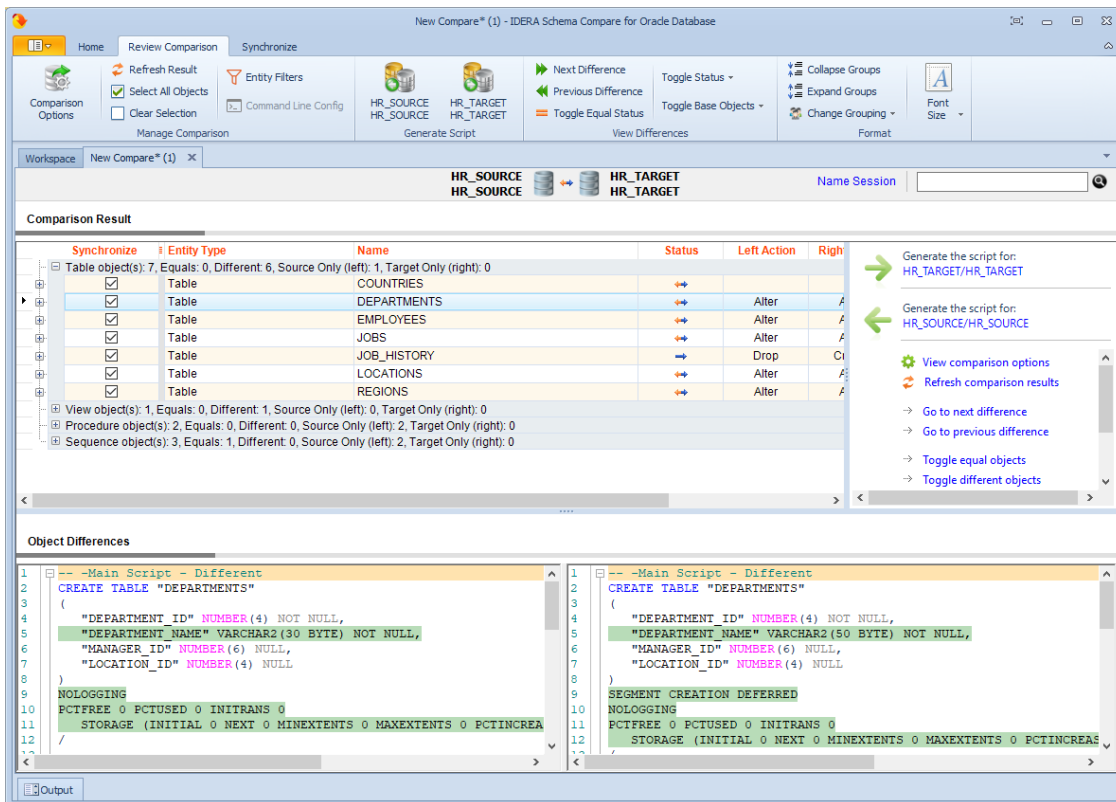 New Compare* (1) - IDERA Schema Compare for Oracle Database
Home Review Comparison Synchronize
Comparison Options
Refresh Result
Select All Objects
Clear Selection
Entity Filters
Command Line Config
Manage Comparison
HR_SOURCE HR_TARGET
HR_SOURCE HR_TARGET
Generate Script
Next Difference
Previous Difference
Toggle Equal Status
Toggle Status
Toggle Base Objects
View Differences
Collapse Groups
Expand Groups
Change Grouping
Font Size
Format
Workspace New Compare* (1)
HR_SOURCE HR_TARGET
HR_SOURCE HR_TARGET
Name Session
Comparison Result
Synchronize Entity Type Name Status Left Action Righ
Table object(s): 7, Equals: 0, Different: 6, Source Only (left): 1, Target Only (right): 0
Table COUNTRIES
Table DEPARTMENTS Alter A
Table EMPLOYEES Alter A
Table JOBS Alter A
Table JOB_HISTORY Drop Cr
Table LOCATIONS Alter A
Table REGIONS Alter A
View object(s): 1, Equals: 0, Different: 1, Source Only (left): 0, Target Only (right): 0
Procedure object(s): 2, Equals: 0, Different: 0, Source Only (left): 2, Target Only (right): 0
Sequence object(s): 3, Equals: 1, Different: 0, Source Only (left): 2, Target Only (right): 0
Generate the script for:
HR_TARGET/HR_TARGET
Generate the script for:
HR_SOURCE/HR_SOURCE
View comparison options
Refresh comparison results
Go to next difference
Go to previous difference
Toggle equal objects
Toggle different objects
Object Differences
1 -- -Main Script - Different
2 CREATE TABLE "DEPARTMENTS"
3 (
4 "DEPARTMENT_ID" NUMBER(4) NOT NULL,
5 "DEPARTMENT_NAME" VARCHAR2(30 BYTE) NOT NULL,
6 "MANAGER_ID" NUMBER(6) NULL,
7 "LOCATION_ID" NUMBER(4) NULL
8 )
9 NOLOGGING
10 PCTFREE 0 PCTUSED 0 INITRANS 0
11 STORAGE (INITIAL 0 NEXT 0 MINEXTENTS 0 MAXEXTENTS 0 PCTINCREA
12 /
1 -- -Main Script - Different
2 CREATE TABLE "DEPARTMENTS"
3 (
4 "DEPARTMENT_ID" NUMBER(4) NOT NULL,
5 "DEPARTMENT_NAME" VARCHAR2(50 BYTE) NOT NULL,
6 "MANAGER_ID" NUMBER(6) NULL,
7 "LOCATION_ID" NUMBER(4) NULL
8 )
9 SEGMENT CREATION DEFERRED
10 NOLOGGING
11 PCTFREE 0 PCTUSED 0 INITRANS 0
12 STORAGE (INITIAL 0 NEXT 0 MINEXTENTS 0 MAXEXTENTS 0 PCTINCREAS
Output